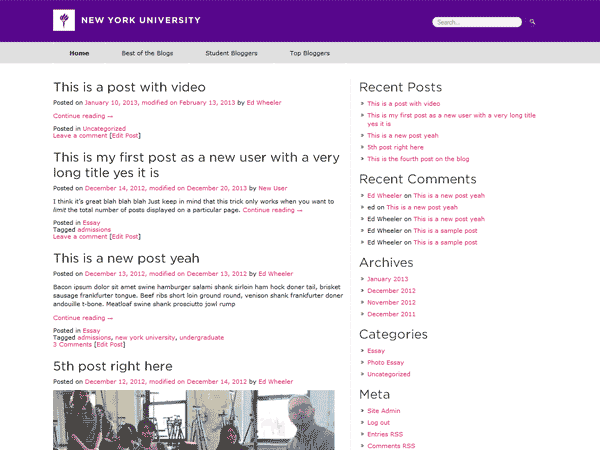 NEW YORK UNIVERSITY
Search...
Home
Best of the Blogs
Student Bloggers
Top Bloggers
This is a post with video
Posted on January 10, 2013, modified on February 13, 2013 by Ed Wheeler
Continue reading →
Posted in Uncategorized
Leave a comment [Edit Post]
This is my first post as a new user with a very
long title yes it is
Posted on December 14, 2012, modified on December 20, 2013 by New User
I think it's great blah blah blah Just keep in mind that this trick only works when you want to
limit the total number of posts displayed on a particular page. Continue reading →
Posted in Essay
Tagged admissions
Leave a comment [Edit Post]
This is a new post yeah
Posted on December 13, 2012, modified on December 13, 2012 by Ed Wheeler
Bacon ipsum dolor sit amet swine hamburger salami shank sirloin ham hock doner tail, brisket
sausage frankfurter tongue. Beef ribs short loin ground round, venison shank frankfurter doner
andouille t-bone. Meatloaf swine shank prosciutto jowl rump
Continue reading →
Posted in Essay
Tagged admissions, new york university, undergraduate
3 Comments [Edit Post]
5th post right here
Posted on December 12, 2012, modified on December 14, 2012 by Ed Wheeler
Recent Posts
This is a post with video
This is my first post as a new user with a very long title
yes it is
This is a new post yeah
5th post right here
This is the fourth post on the blog
Recent Comments
Ed Wheeler on This is a new post yeah
ed on This is a new post yeah
Ed Wheeler on This is a new post yeah
Ed Wheeler on This is a sample post
Ed Wheeler on This is a sample post
Archives
January 2013
December 2012
November 2012
December 2011
Categories
Essay
Photo Essay
Uncategorized
Meta
Site Admin
Log out
Entries RSS
Comments RSS